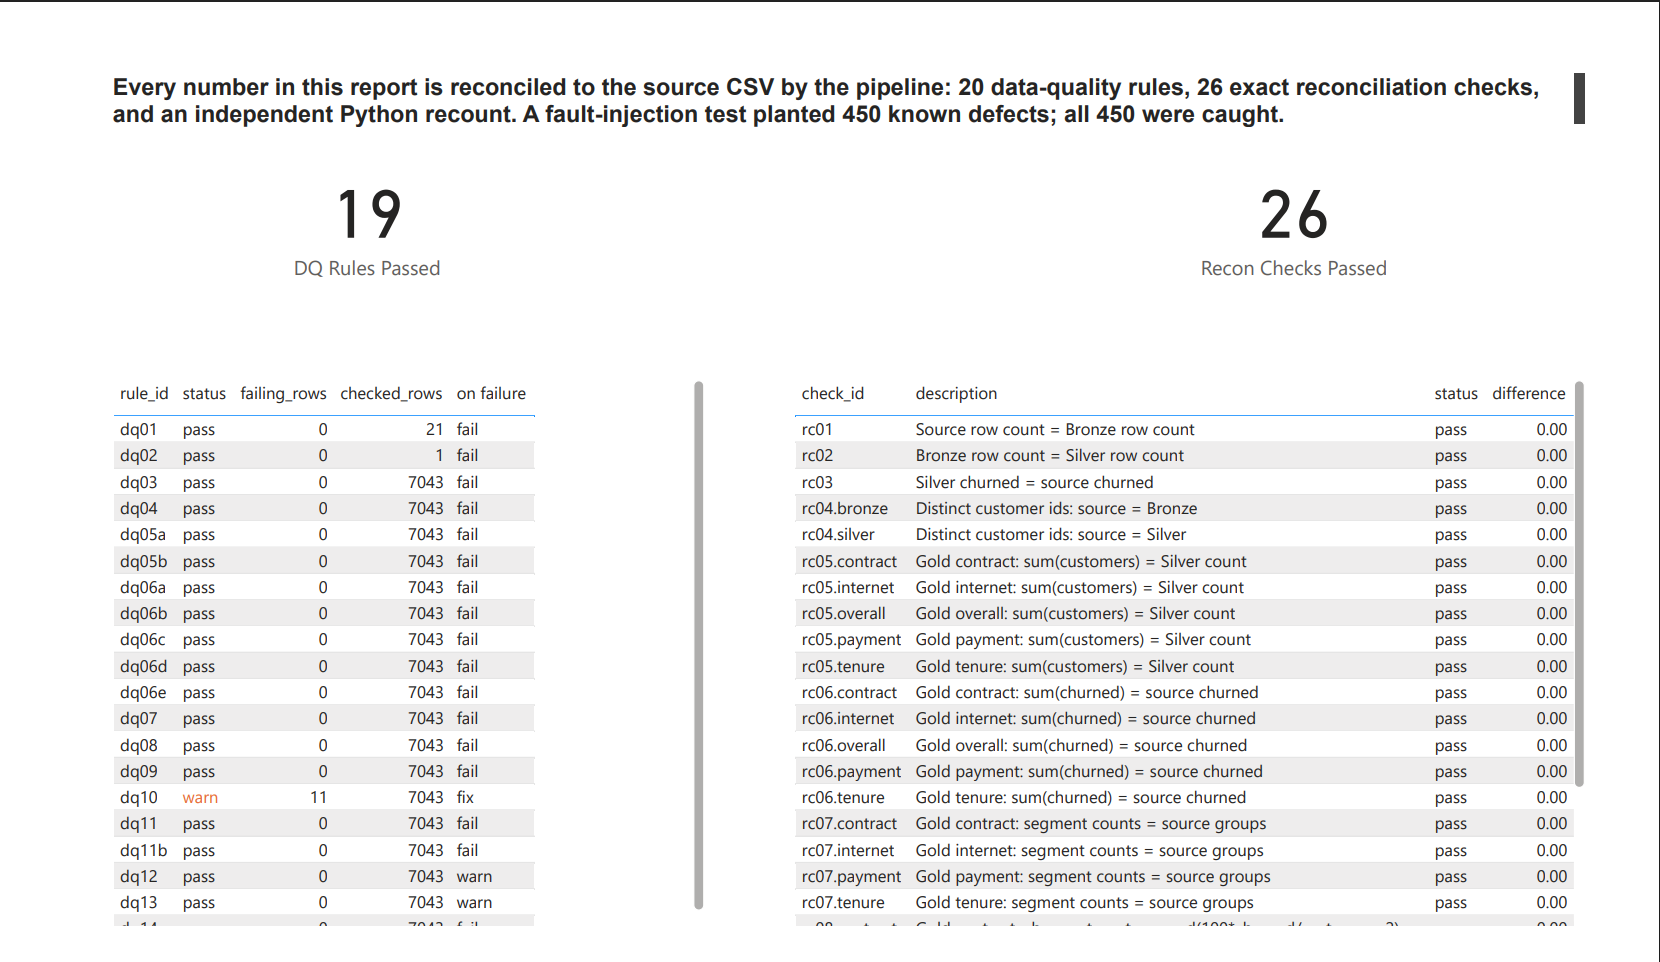 Every number in this report is reconciled to the source CSV by the pipeline: 20 data-quality rules, 26 exact reconciliation checks,
and an independent Python recount. A fault-injection test planted 450 known defects; all 450 were caught.
19
DQ Rules Passed
26
Recon Checks Passed
rule_id status failing_rows checked_rows on failure
dq01 pass 0 21 fail
dq02 pass 0 1 fail
dq03 pass 0 7043 fail
dq04 pass 0 7043 fail
dq05a pass 0 7043 fail
dq05b pass 0 7043 fail
dq06a pass 0 7043 fail
dq06b pass 0 7043 fail
dq06c pass 0 7043 fail
dq06d pass 0 7043 fail
dq06e pass 0 7043 fail
dq07 pass 0 7043 fail
dq08 pass 0 7043 fail
dq09 pass 0 7043 fail
dq10 warn 11 7043 fix
dq11 pass 0 7043 fail
dq11b pass 0 7043 fail
dq12 pass 0 7043 warn
dq13 pass 0 7043 warn
check_id description status difference
rc01 Source row count = Bronze row count pass 0.00
rc02 Bronze row count = Silver row count pass 0.00
rc03 Silver churned = source churned pass 0.00
rc04.bronze Distinct customer ids: source = Bronze pass 0.00
rc04.silver Distinct customer ids: source = Silver pass 0.00
rc05.contract Gold contract: sum(customers) = Silver count pass 0.00
rc05.internet Gold internet: sum(customers) = Silver count pass 0.00
rc05.overall Gold overall: sum(customers) = Silver count pass 0.00
rc05.payment Gold payment: sum(customers) = Silver count pass 0.00
rc05.tenure Gold tenure: sum(customers) = Silver count pass 0.00
rc06.contract Gold contract: sum(churned) = source churned pass 0.00
rc06.internet Gold internet: sum(churned) = source churned pass 0.00
rc06.overall Gold overall: sum(churned) = source churned pass 0.00
rc06.payment Gold payment: sum(churned) = source churned pass 0.00
rc06.tenure Gold tenure: sum(churned) = source churned pass 0.00
rc07.contract Gold contract: segment counts = source groups pass 0.00
rc07.internet Gold internet: segment counts = source groups pass 0.00
rc07.payment Gold payment: segment counts = source groups pass 0.00
rc07.tenure Gold tenure: segment counts = source groups pass 0.00